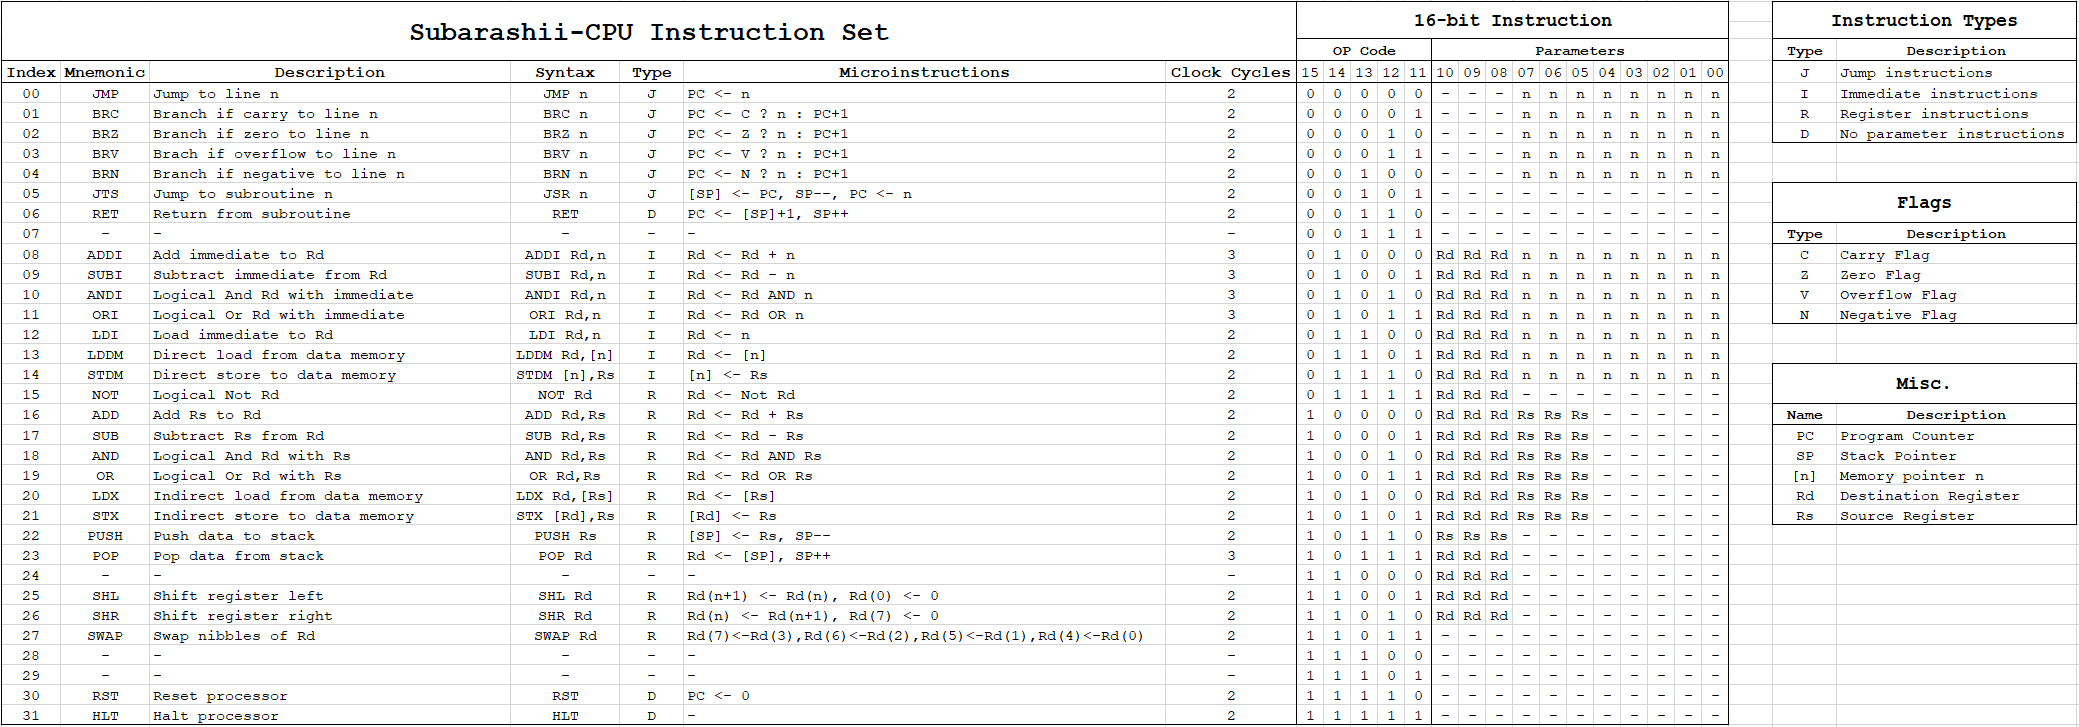 Subarashii-CPU Instruction Set 16-bit Instruction
OP Code Parameters
Index Mnemonic Description Syntax Type Microinstructions Clock Cycles 15 14 13 12 11 10 09 08 07 06 05 04 03 02 01 00
00 JMP Jump to line n JMP n J PC <- n 2 0 0 0 0 0 - - - n n n n n n n n
01 BRC Branch if carry to line n BRC n J PC <- C ? n : PC+1 2 0 0 0 0 1 - - - n n n n n n n n
02 BRZ Branch if zero to line n BRZ n J PC <- Z ? n : PC+1 2 0 0 0 1 0 - - - n n n n n n n n
03 BRV Brach if overflow to line n BRV n J PC <- V ? n : PC+1 2 0 0 0 1 1 - - - n n n n n n n n
04 BRN Branch if negative to line n BRN n J PC <- N ? n : PC+1 2 0 0 1 0 0 - - - n n n n n n n n
05 JTS Jump to subroutine n JSR n J [SP] <- PC, SP--, PC <- n 2 0 0 1 0 1 - - - - - - - - - - -
06 RET Return from subroutine RET D PC <- [SP]+1, SP++ 2 0 0 1 1 0 - - - - - - - - - - -
07 - - - - - - 0 0 1 1 1 - - - - - - - - - - -
08 ADDI Add immediate to Rd ADDI Rd,n I Rd <- Rd + n 3 0 1 0 0 0 Rd Rd Rd n n n n n n n n
09 SUBI Subtract immediate from Rd SUBI Rd,n I Rd <- Rd - n 3 0 1 0 0 1 Rd Rd Rd n n n n n n n n
10 ANDI Logical And Rd with immediate ANDI Rd,n I Rd <- Rd AND n 3 0 1 0 1 0 Rd Rd Rd n n n n n n n n
11 ORI Logical Or Rd with immediate ORI Rd,n I Rd <- Rd OR n 3 0 1 0 1 1 Rd Rd Rd n n n n n n n n
12 LDI Load immediate to Rd LDI Rd,n I Rd <- n 2 0 1 1 0 0 Rd Rd Rd n n n n n n n n
13 LDDM Direct load from data memory LDDM Rd,[n] I Rd <- [n] 2 0 1 1 0 1 Rd Rd Rd n n n n n n n n
14 STDM Direct store to data memory STDM [n],Rs I [n] <- Rs 2 0 1 1 1 0 Rd Rd Rd n n n n n n n n
15 NOT Logical Not Rd NOT Rd R Rd <- Not Rd 2 0 1 1 1 1 Rd Rd Rd - - - - - - - -
16 ADD Add Rs to Rd ADD Rd,Rs R Rd <- Rd + Rs 2 1 0 0 0 0 Rd Rd Rd Rs Rs Rs - - - - -
17 SUB Subtract Rs from Rd SUB Rd,Rs R Rd <- Rd - Rs 2 1 0 0 0 1 Rd Rd Rd Rs Rs Rs - - - - -
18 AND Logical And Rd with Rs AND Rd,Rs R Rd <- Rd AND Rs 2 1 0 0 1 0 Rd Rd Rd Rs Rs Rs - - - - -
19 OR Logical Or Rd with Rs OR Rd,Rs R Rd <- Rd OR Rs 2 1 0 0 1 1 Rd Rd Rd Rs Rs Rs - - - - -
20 LDX Indirect load from data memory LDX Rd,[Rs] R Rd <- [Rs] 2 1 0 1 0 0 Rd Rd Rd Rs Rs Rs - - - - -
21 STX Indirect store to data memory STX [Rd],Rs R [Rd] <- Rs 2 1 0 1 0 1 Rd Rd Rd Rs Rs Rs - - - - -
22 PUSH Push data to stack PUSH Rs R [SP] <- Rs, SP-- 2 1 0 1 1 0 Rs Rs Rs - - - - - - - -
23 POP Pop data from stack POP Rd R Rd <- [SP], SP++ 3 1 0 1 1 1 Rd Rd Rd - - - - - - - -
24 - - - - - - 1 1 0 0 0 Rd Rd Rd - - - - - - - -
25 SHL Shift register left SHL Rd R Rd(n+1) <- Rd(n), Rd(0) <- 0 2 1 1 0 0 1 Rd Rd Rd - - - - - - - -
26 SHR Shift register right SHR Rd R Rd(n) <- Rd(n+1), Rd(7) <- 0 2 1 1 0 1 0 Rd Rd Rd - - - - - - - -
27 SWAP Swap nibbles of Rd SWAP Rd R Rd(7)<-Rd(3),Rd(6)<-Rd(2),Rd(5)<-Rd(1),Rd(4)<-Rd(0) 2 1 1 0 1 1 - - - - - - - - - - -
28 - - - - - - 1 1 1 0 0 - - - - - - - - - - -
29 - - - - - - 1 1 1 0 1 - - - - - - - - - - -
30 RST Reset processor RST D PC <- 0 2 1 1 1 1 0 - - - - - - - - - - -
31 HLT Halt processor HLT D - 2 1 1 1 1 1 - - - - - - - - - - -
Instruction Types
Type Description
J Jump instructions
I Immediate instructions
R Register instructions
D No parameter instructions
Flags
Type Description
C Carry Flag
Z Zero Flag
V Overflow Flag
N Negative Flag
Misc.
Name Description
PC Program Counter
SP Stack Pointer
[n] Memory pointer n
Rd Destination Register
Rs Source Register